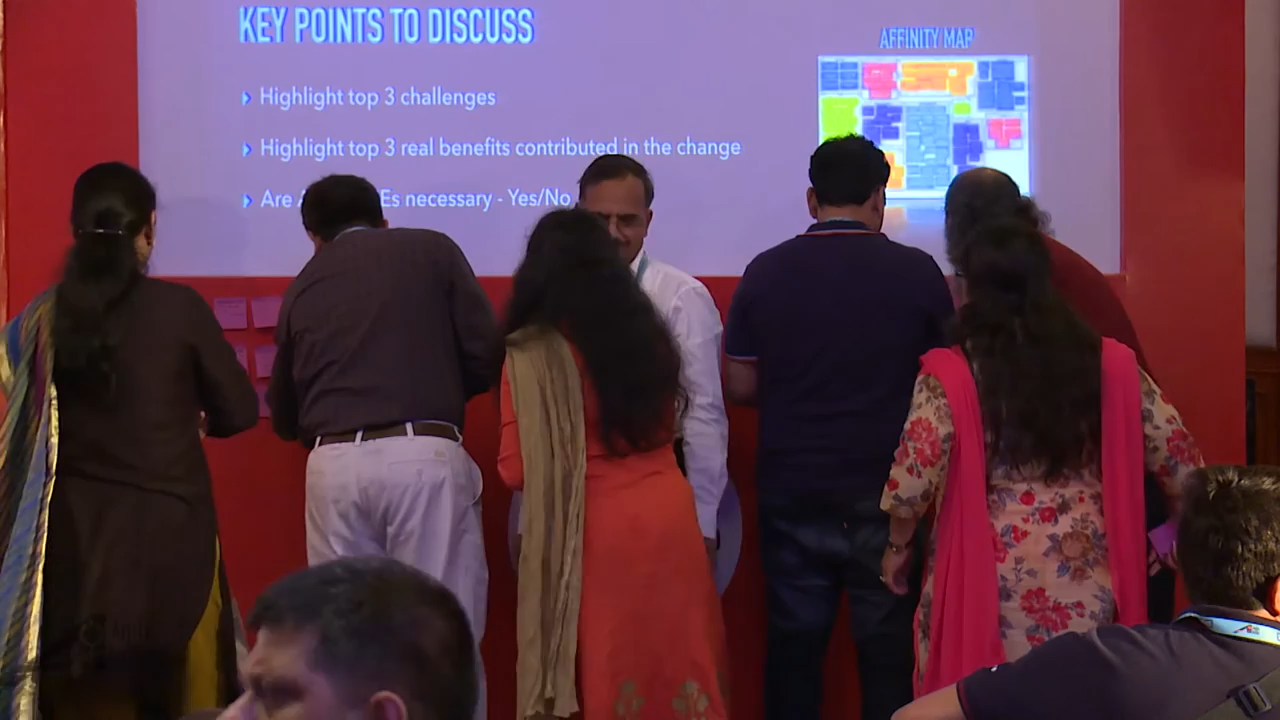 KEY POINTS TO DISCUSS
AFFINITY MAP
Highlight top 3 challenges
Highlight top 3 real benefits contributed in the change
Are A Es necessary - Yes/No